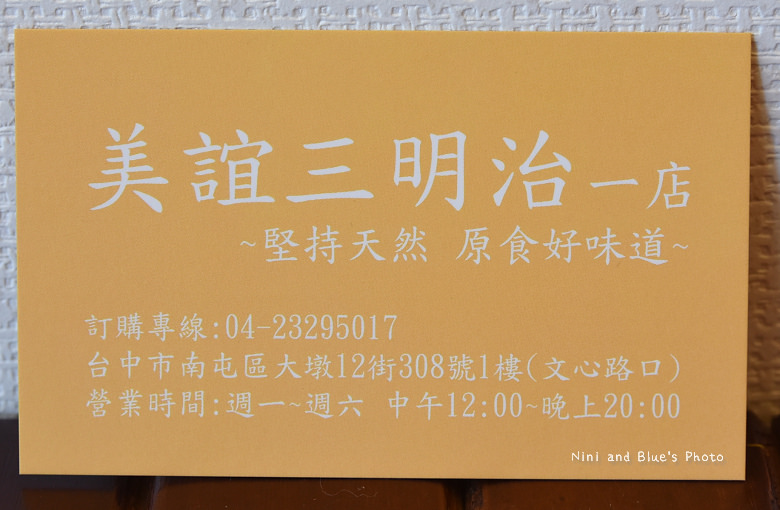 美誼三明治一店
~堅持天然 原食好味道~
訂購專線:04-23295017
台中市南屯區大墩12街308號1樓(文心路口)
營業時間:週一~週六 中午12:00~晚上20:00
Nini and Blue's Photo